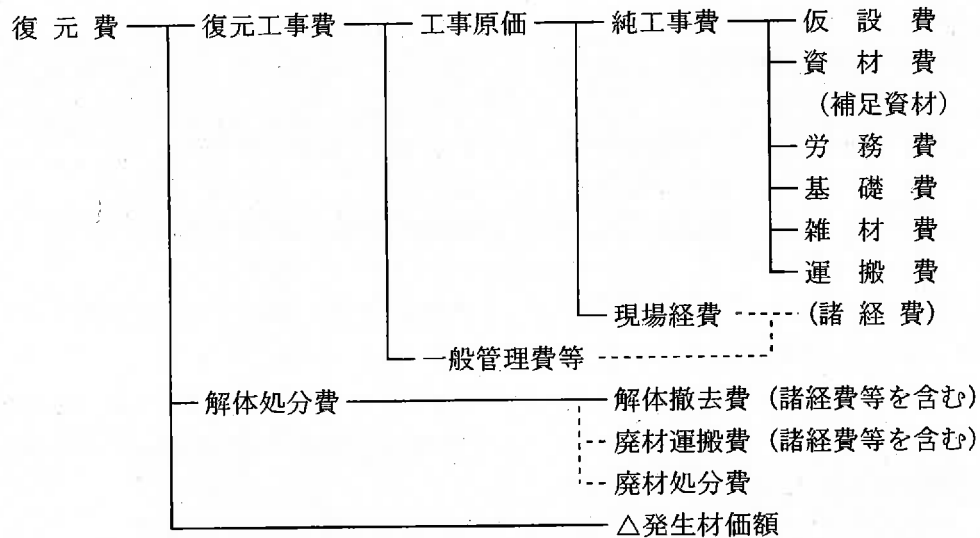 復元費 復元工事費 工事原価 純工事費 仮設費
資材費
(補足資材)
労務費
基礎費
雑材費
運搬費
現場経費 (諸経費)
一般管理費等
解体処分費 解体撤去費 (諸経費等を含む)
廃材運搬費 (諸経費等を含む)
廃材処分費
△発生材価額